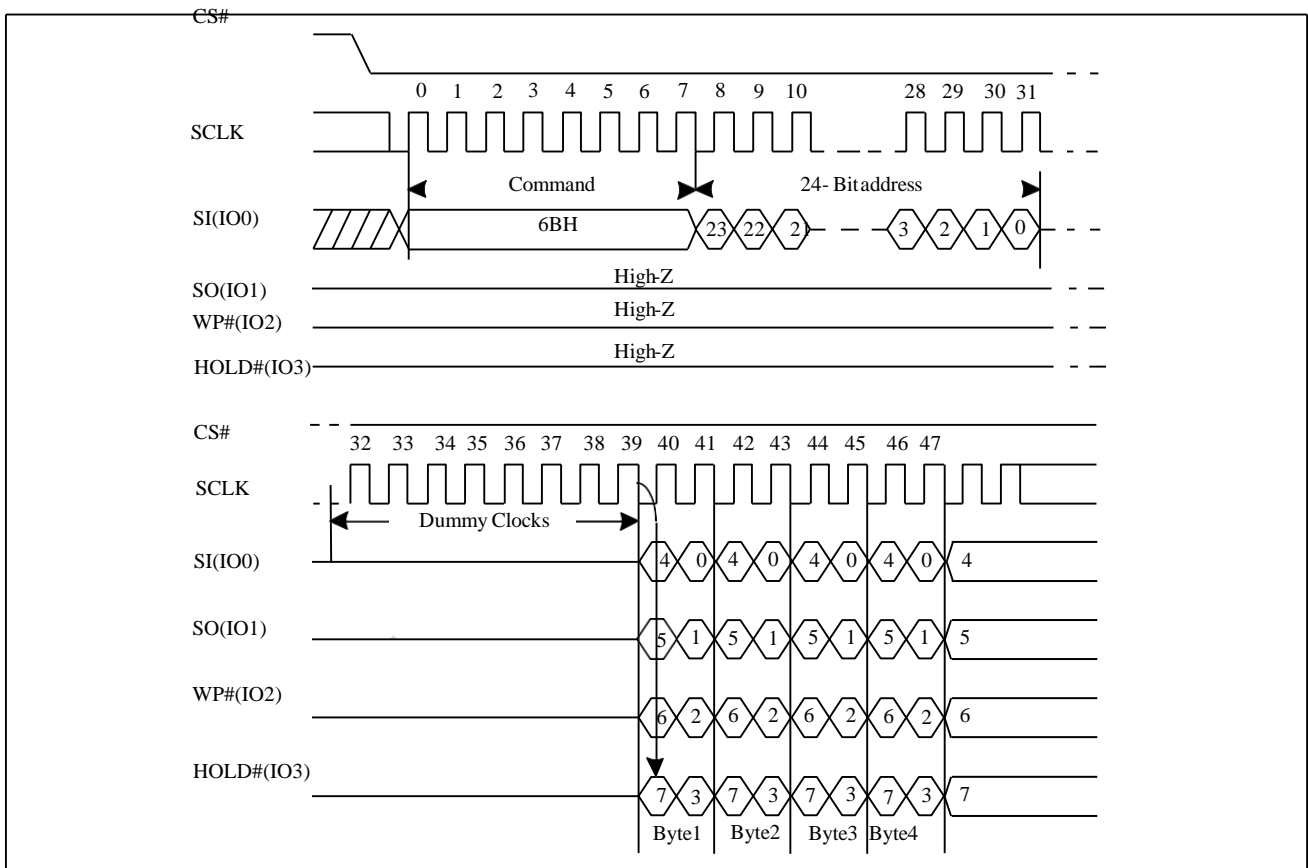 CS#
0 1 2 3 4 5 6 7 8 9 10 28 29 30 31
SCLK
Command 24- Bitaddress
SI(IO0) 6BH 23 22 21 3 2 1 0
High-Z
SO(IO1)
High-Z
WP#(IO2)
High-Z
HOLD#(IO3)
CS#
32 33 34 35 36 37 38 39 40 41 42 43 44 45 46 47
SCLK
Dummy Clocks
SI(IO0) 4 0 4 0 4 0 4 0 4
SO(IO1) 5 1 5 1 5 1 5 1 5
WP#(IO2) 6 2 6 2 6 2 6 2 6
HOLD#(IO3) 7 3 7 3 7 3 7 3 7
Byte1 Byte2 Byte3 Byte4